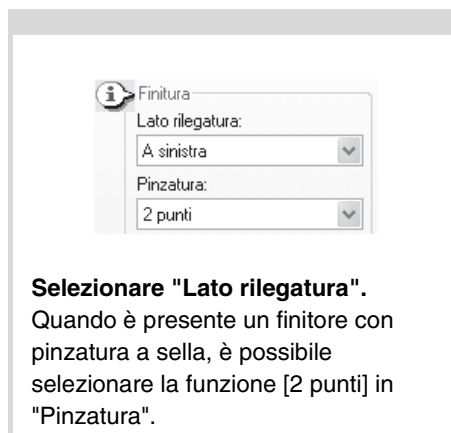 Finitura
Lato rilegatura:
A sinistra
Pinzatura:
2 punti
Selezionare "Lato rilegatura".
Quando è presente un finitore con
pinzatura a sella, è possibile
selezionare la funzione [2 punti] in
"Pinzatura".